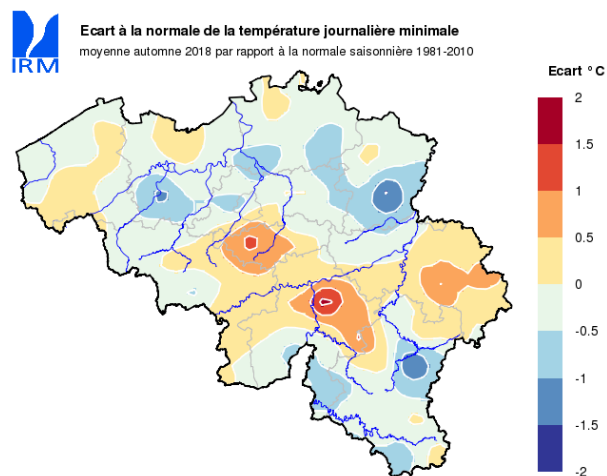 Ecart à la normale de la température journalière minimale
moyenne automne 2018 par rapport à la normale saisonnière 1981-2010
IRM
Ecart °C
2
1.5
1
0.5
0
-0.5
-1
-1.5
-2